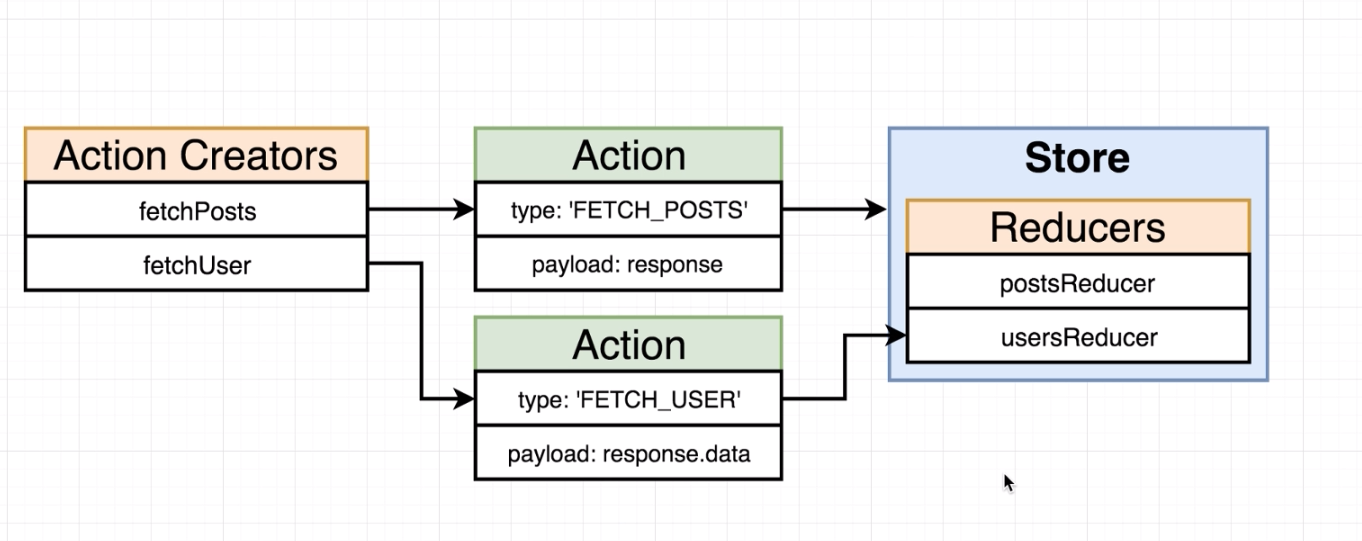 Action Creators
fetchPosts
fetchUser
Action
type: 'FETCH_POSTS'
payload: response
Action
type: 'FETCH_USER'
payload: response.data
Store
Reducers
postsReducer
usersReducer